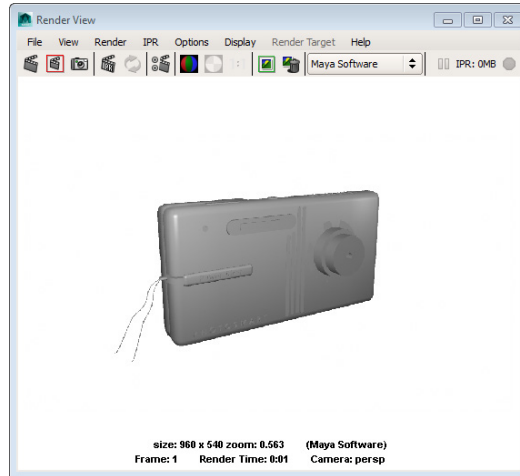 Render View
File View Render IPR Options Display Render Target Help
Maya Software IPR: 0MB
size: 960 x 540 zoom: 0.563 (Maya Software)
Frame: 1 Render Time: 0:01 Camera: persp